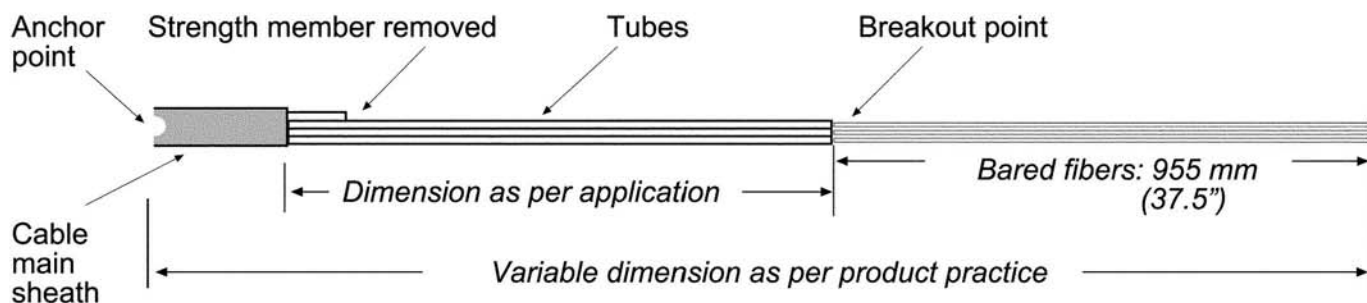 Anchor point
Strength member removed
Tubes
Breakout point
Dimension as per application
Bared fibers: 955 mm
(37.5”)
Cable main sheath
Variable dimension as per product practice